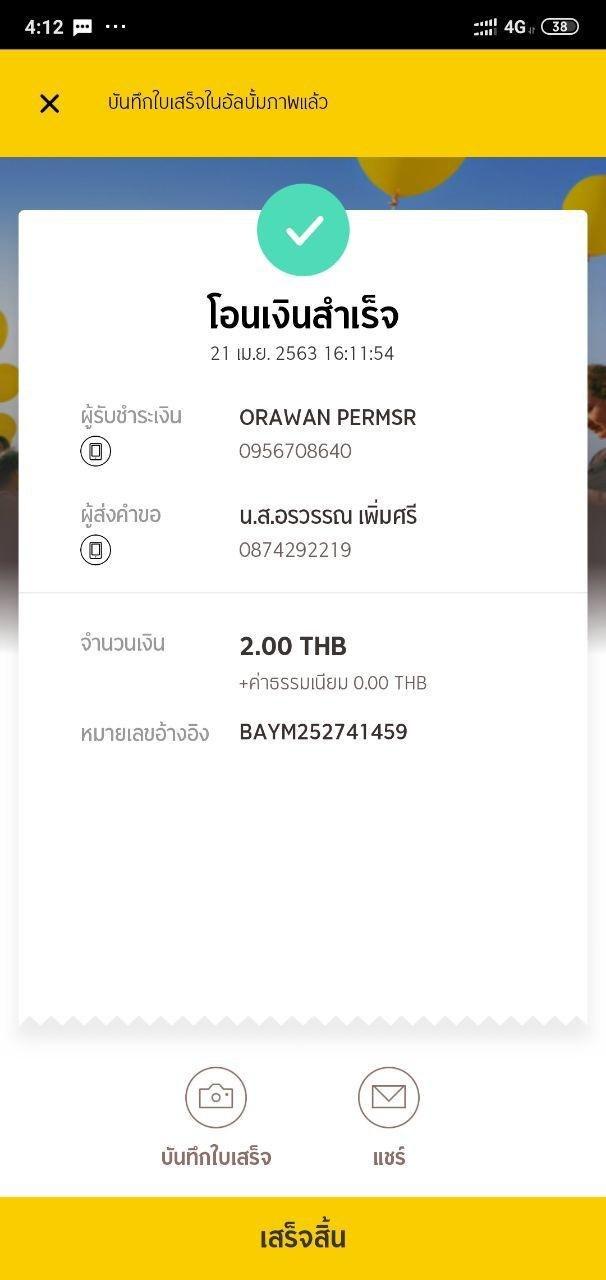 4:12
4G 38
บันทึกใบเสร็จในอัลบั้มภาพแล้ว
โอนเงินสำเร็จ
21 เม.ย. 2563 16:11:54
ผู้รับชำระเงิน ORAWAN PERMSR
0956708640
ผู้ส่งคำขอ น.ส.อรวรรณ เพิ่มศรี
0874292219
จำนวนเงิน 2.00 THB
+ค่าธรรมเนียม 0.00 THB
หมายเลขอ้างอิง BAYM252741459
บันทึกใบเสร็จ แชร์
เสร็จสิ้น